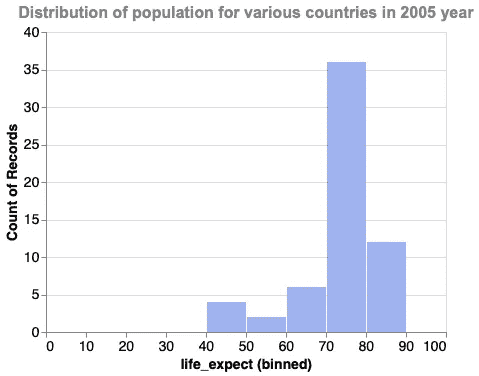 Distribution of population for various countries in 2005 year
40
35
30
25
20
15
10
5
0
Count of Records
0 10 20 30 40 50 60 70 80 90 100
life_expect (binned)